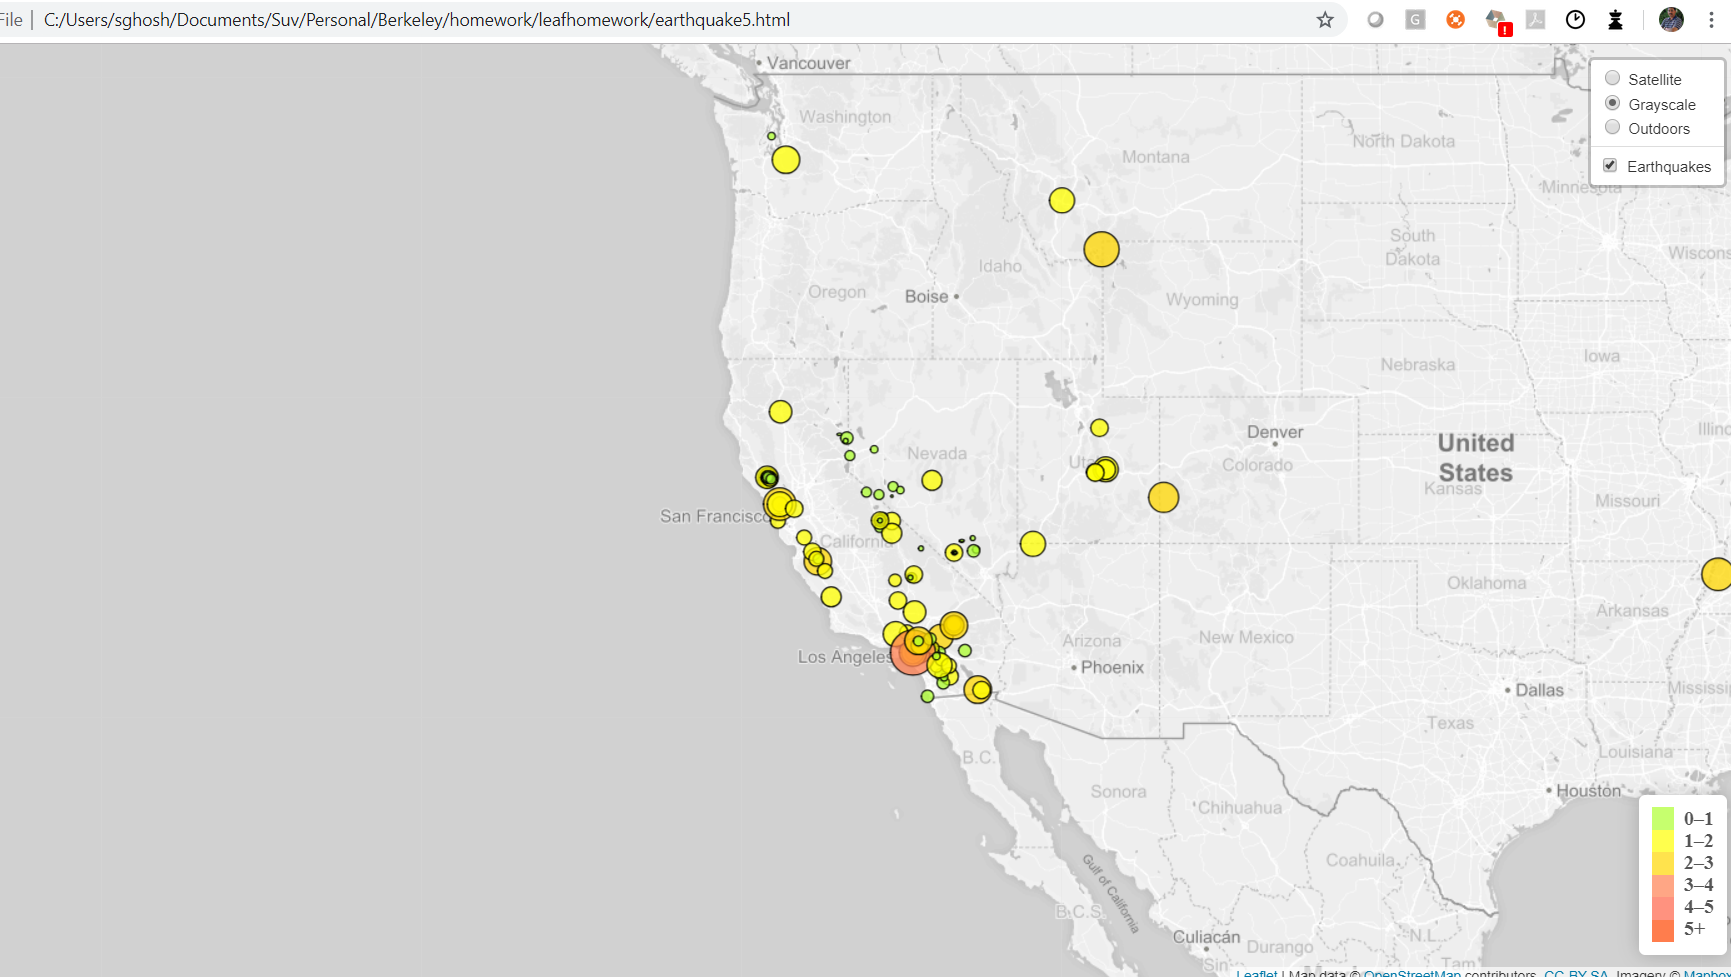 File C:/Users/sghosh/Documents/Suv/Personal/Berkeley/homework/leafhomework/earthquake5.html
G
!
Vancouver
Satellite
Grayscale
Outdoors
Earthquakes
Washington
North Dakota
Montana
Minnesota
South
Dakota
Wiscons
Idaho
Oregon
Boise
Wyoming
Iowa
Nebraska
Denver
United
States
Illino
Nevada
Utah
Colorado
Kansas
Missouri
San Francisco
California
Oklahoma
Arkansas
Arizona
New Mexico
Los Angeles
Phoenix
Dallas
Mississi
Texas
Louisiana
B.C.
Sonora
Chihuahua
Houston
0–1
1–2
2–3
3–4
4–5
5+
Coahuila
Gulf of California
B.C.S.
Culiacán
Durango
N.L.
Sin
Tam
Leaflet | Map data © OpenStreetMap contributors, CC-BY-SA, Imagery © Mapbox